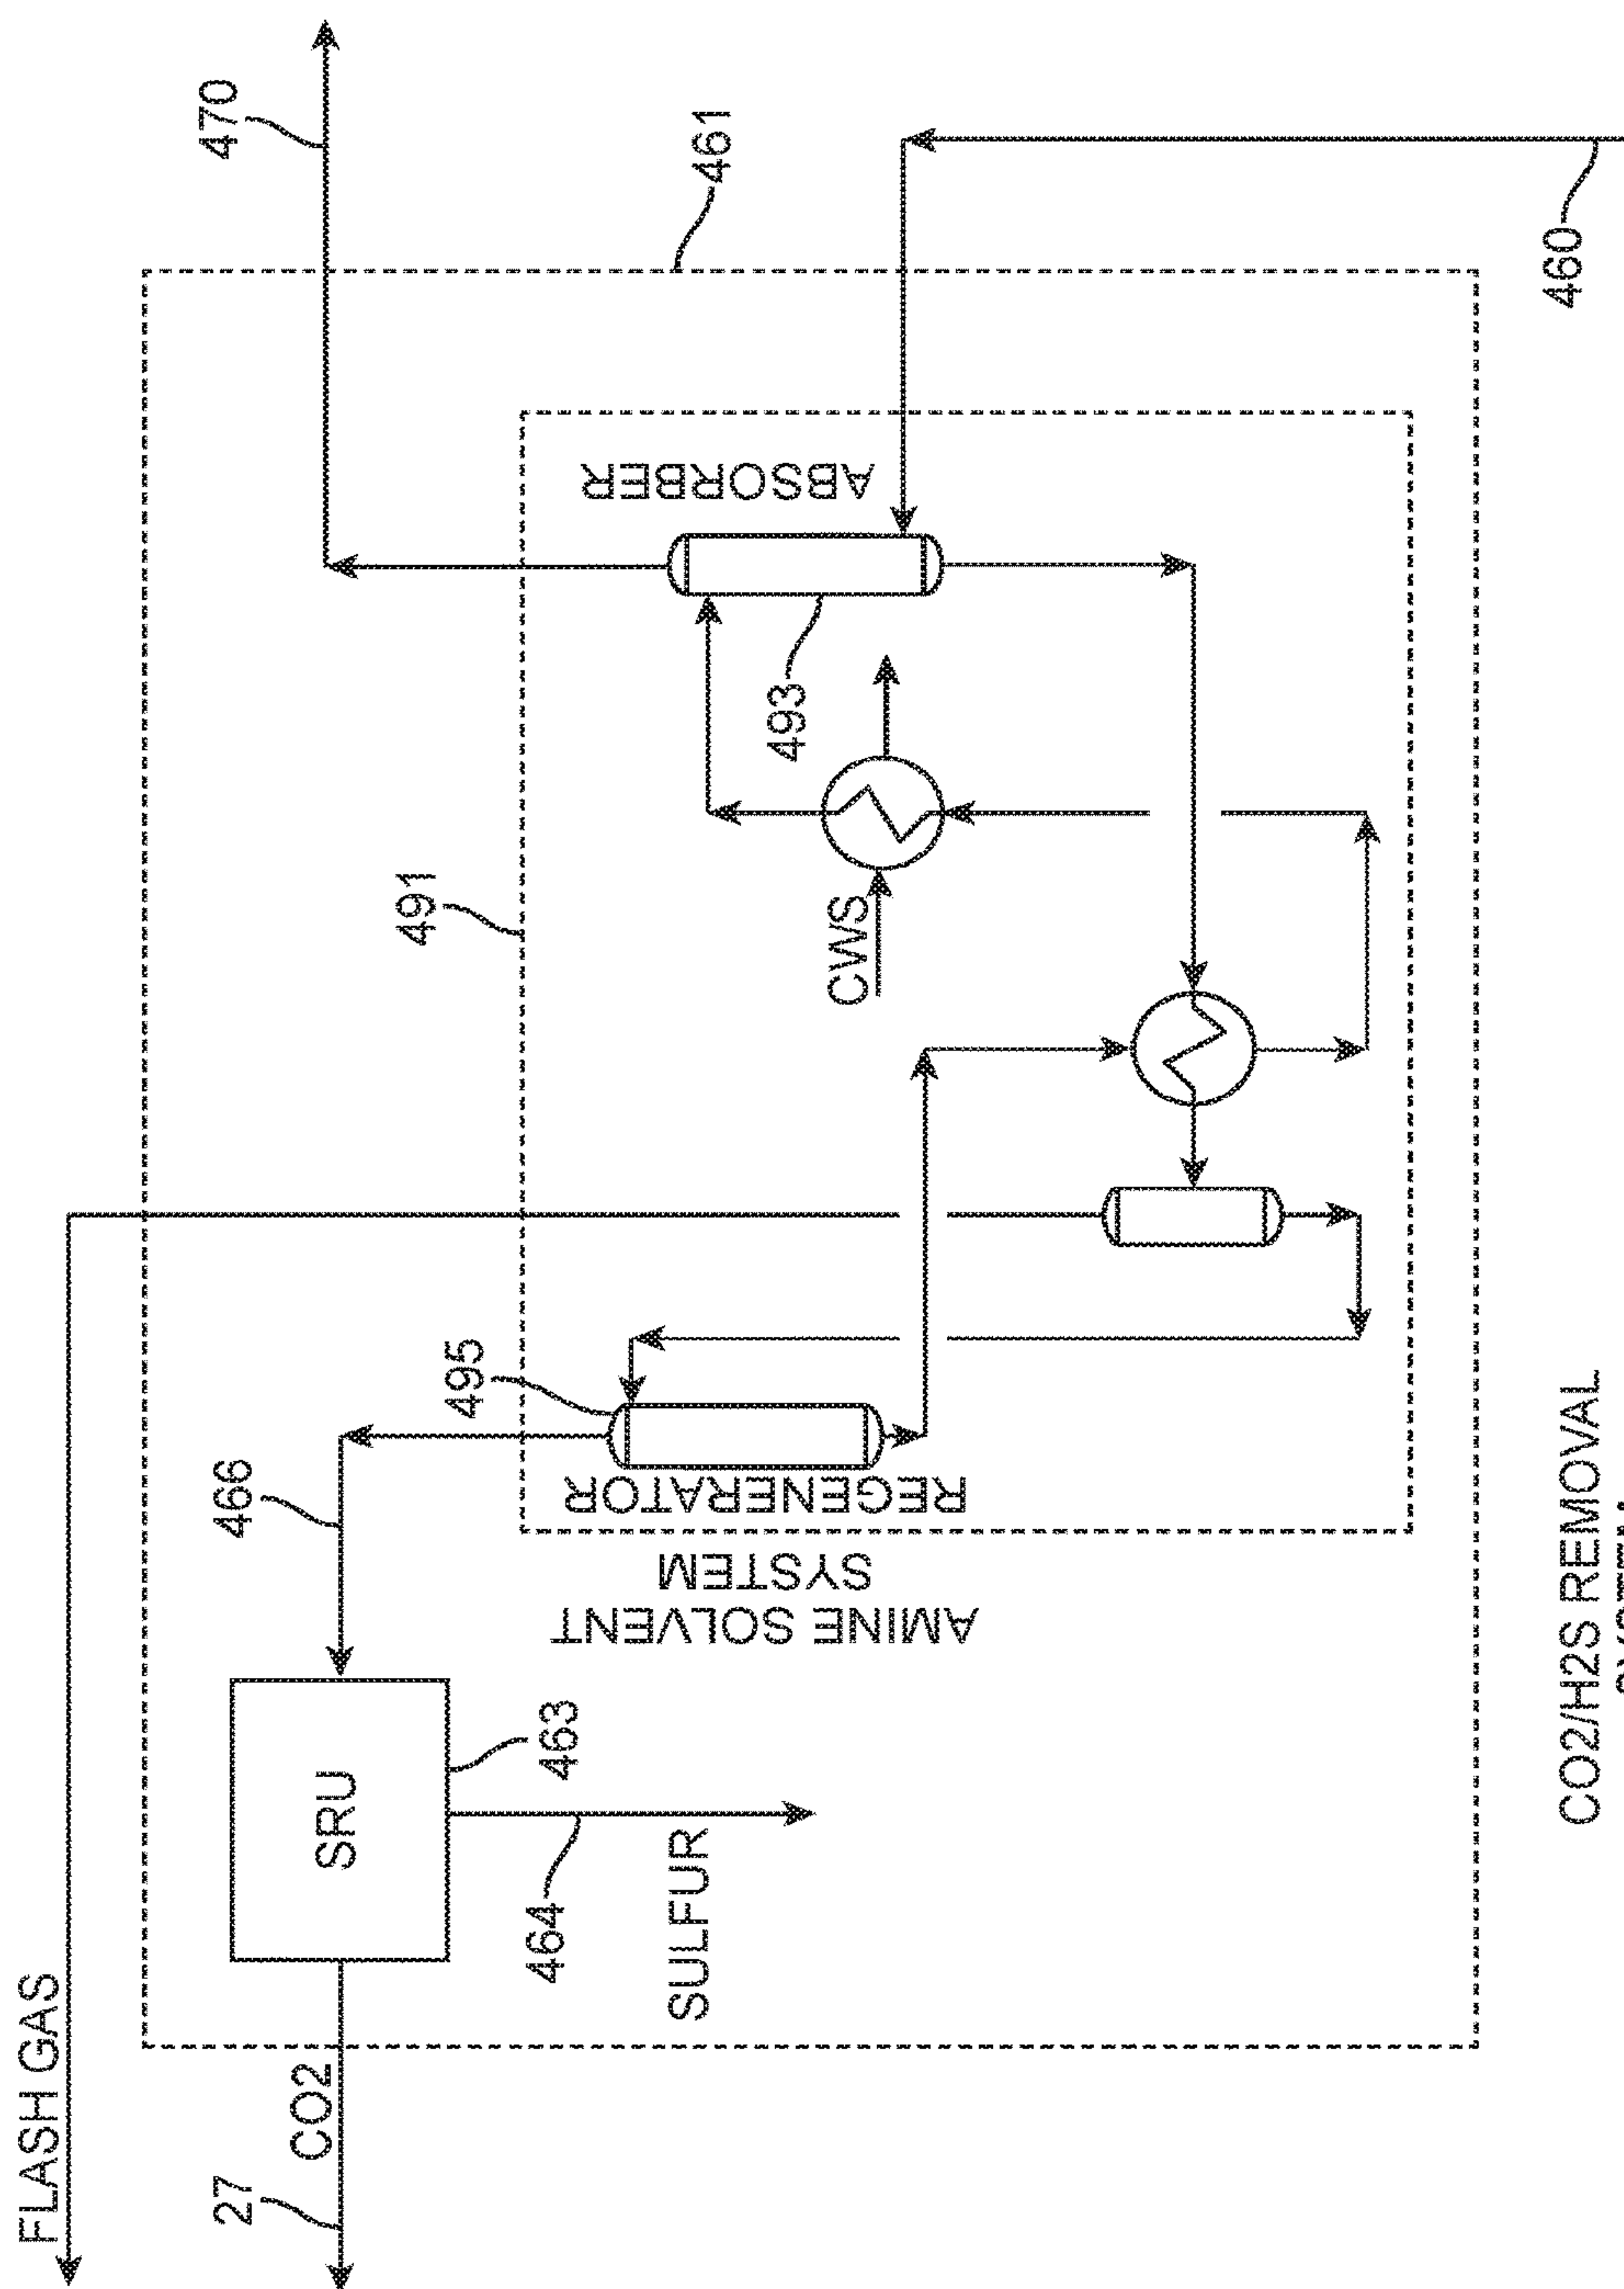 FLASH GAS
27
CO2
SRU
463
464
SULFUR
466
495
REGENERATOR
AMINE SOLVENT
SYSTEM
491
CWS
493
ABSORBER
470
461
460
CO2/H2S REMOVAL